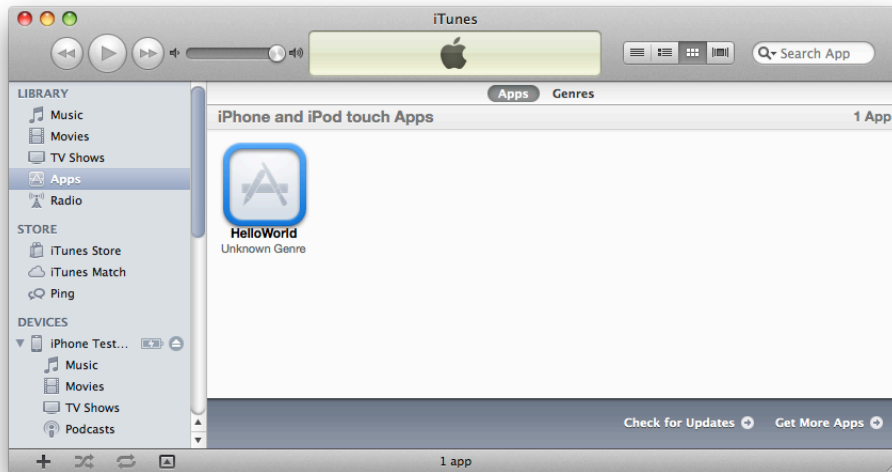 iTunes
Search App
LIBRARY
Music
Movies
TV Shows
Apps
Radio
STORE
iTunes Store
iTunes Match
Ping
DEVICES
iPhone Test...
Music
Movies
TV Shows
Podcasts
Apps Genres
iPhone and iPod touch Apps 1 App
HelloWorld
Unknown Genre
Check for Updates Get More Apps
1 app